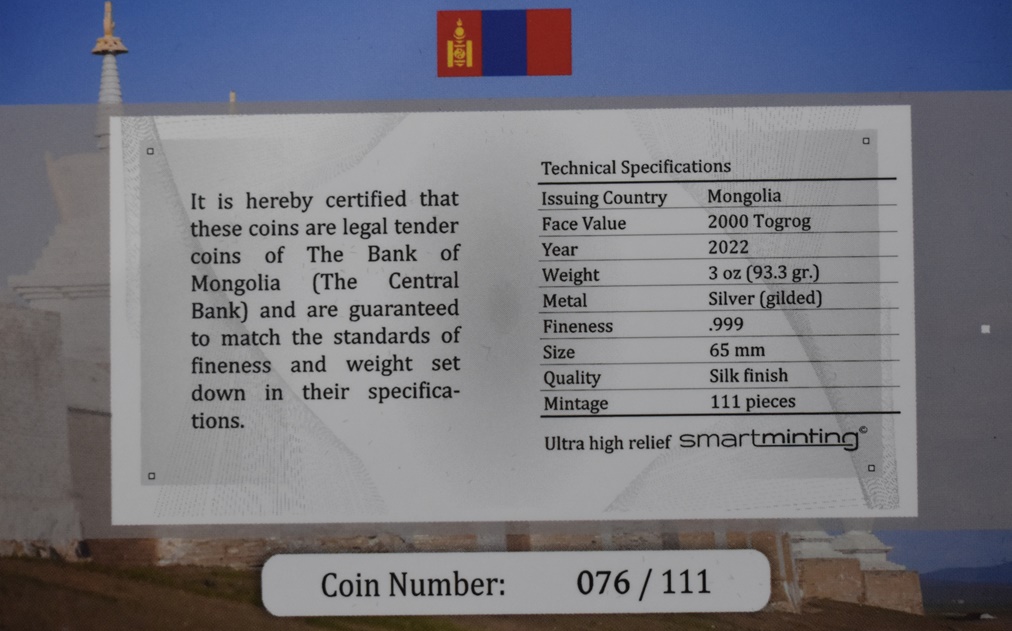 It is hereby certified that
these coins are legal tender
coins of The Bank of
Mongolia (The Central
Bank) and are guaranteed
to match the standards of
fineness and weight set
down in their specifica-
tions.
Technical Specifications
Issuing Country Mongolia
Face Value 2000 Togrog
Year 2022
Weight 3 oz (93.3 gr.)
Metal Silver (gilded)
Fineness .999
Size 65 mm
Quality Silk finish
Mintage 111 pieces
Ultra high relief smartminting©
Coin Number: 076 / 111